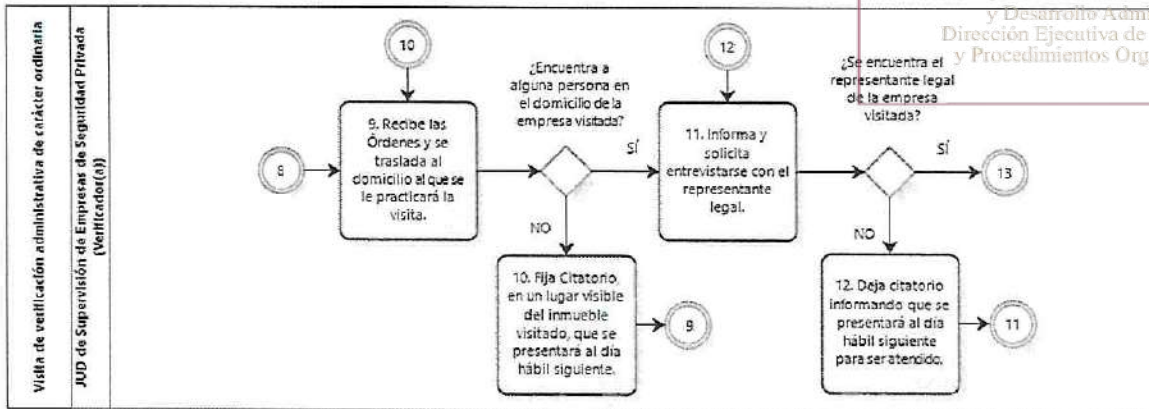 y Desarrollo Admi
Dirección Ejecutiva de
y Procedimientos Org
Visita de verificación administrativa de carácter ordinaria
JUD de Supervisión de Empresas de Seguridad Privada
(Verificador(a))
10
8
9. Recibe las
Órdenes y se
traslada al
domicilio al que se
le practicará la
visita.
¿Encuentra a
alguna persona en
el domicilio de la
empresa visitada?
SÍ
NO
10. Fija Citatorio,
en un lugar visible
del inmueble
visitado, que se
presentará al día
hábil siguiente.
9
12
11. Informa y
solicita
entrevistarse con el
representante
legal.
¿Se encuentra el
representante legal
de la empresa
visitada?
SÍ
13
NO
12. Deja citatorio
informando que se
presentará al día
hábil siguiente
para ser atendido.
11